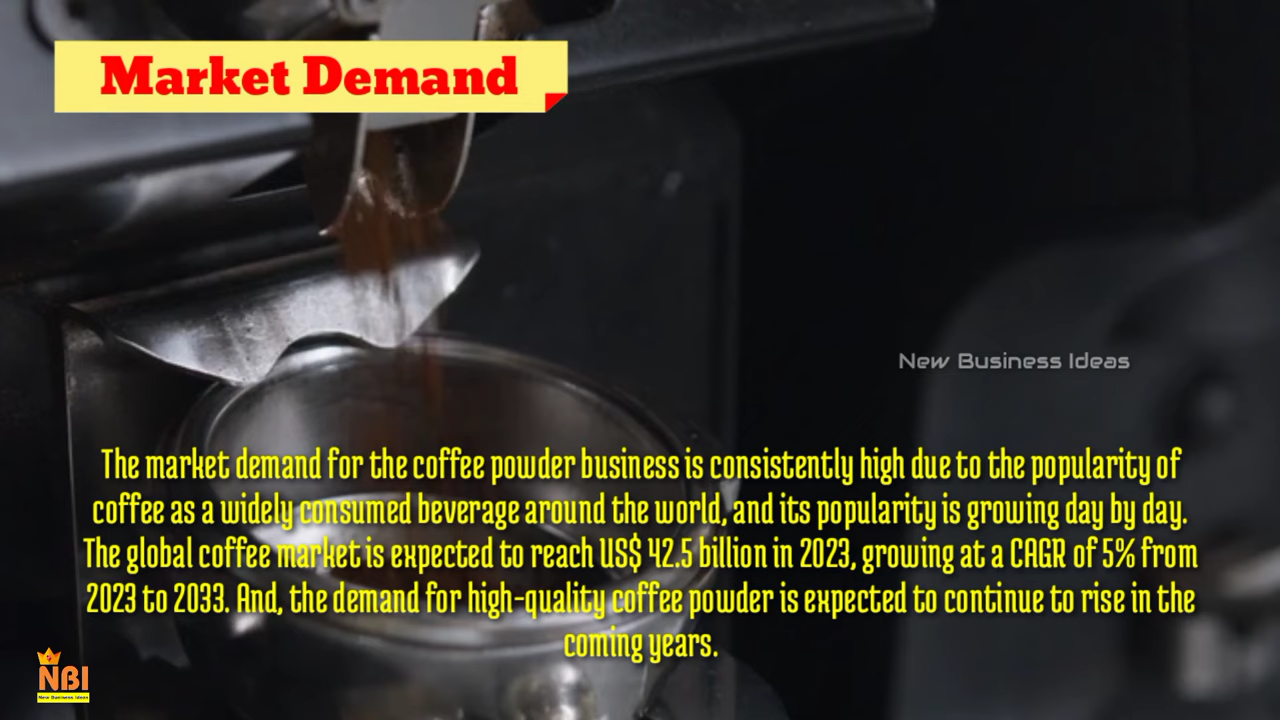 Market Demand
New Business Ideas
The market demand for the coffee powder business is consistently high due to the popularity of
coffee as a widely consumed beverage around the world, and its popularity is growing day by day.
The global coffee market is expected to reach US$ 42.5 billion in 2023, growing at a CAGR of 5% from
2023 to 2033. And, the demand for high-quality coffee powder is expected to continue to rise in the
coming years.
NBI
New Business Ideas